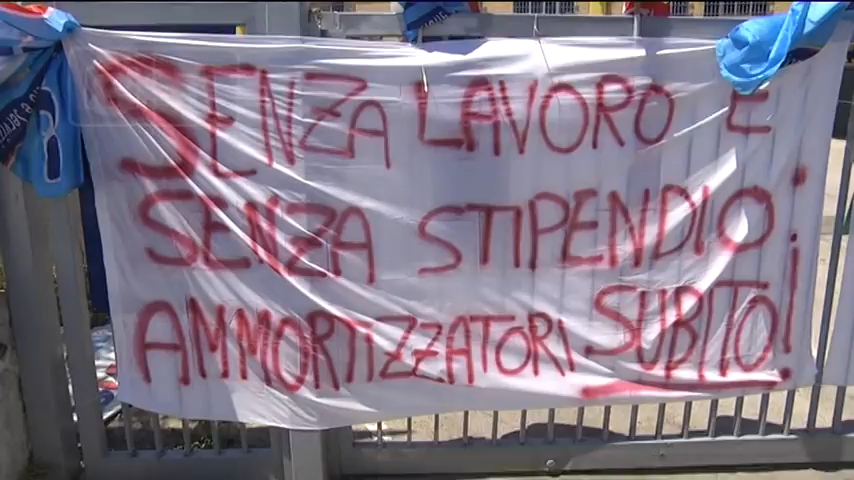 SENZA LAVORO E
SENZA STIPENDIO
AMMORTIZZATORI SUBITO!